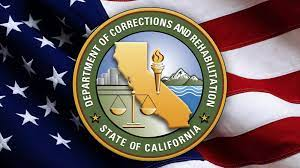 DEPARTMENT OF CORRECTIONS AND REHABILITATION
STATE OF CALIFORNIA